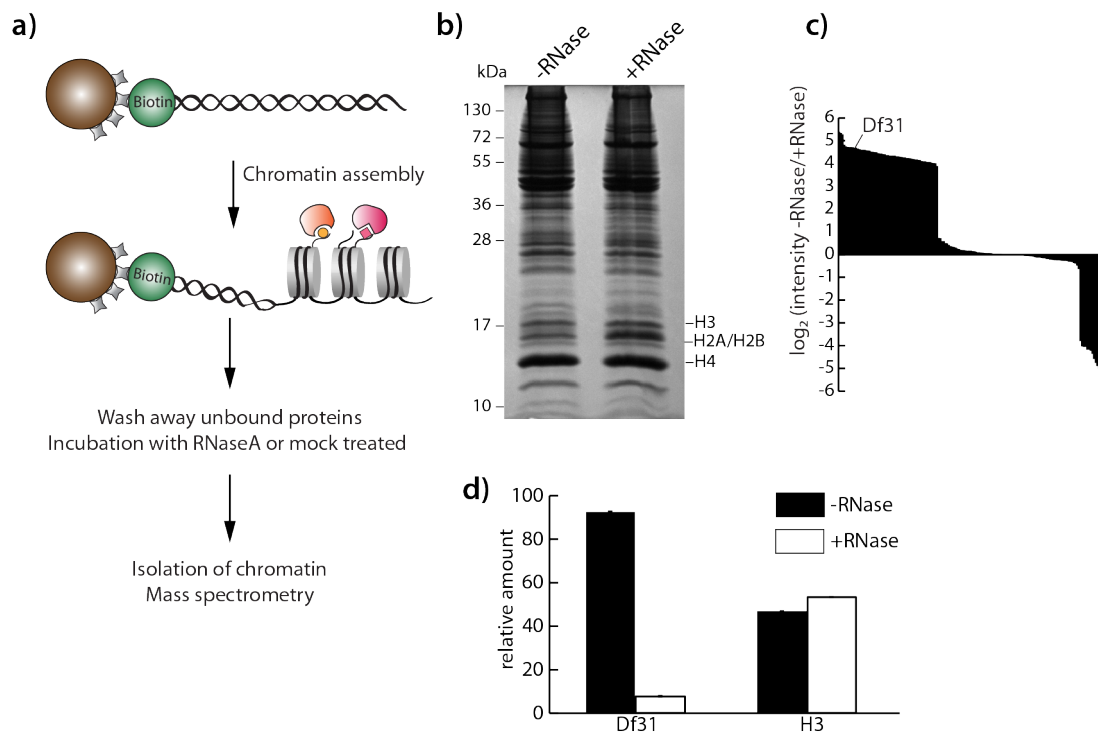 a)
Biotin
Chromatin assembly
Biotin
Wash away unbound proteins
Incubation with RNaseA or mock treated
Isolation of chromatin
Mass spectrometry
b)
kDa
-RNase
+RNase
130
72
55
36
28
17
10
-H3
-H2A/H2B
-H4
c)
log2 (intensity -RNase/+RNase)
6
5
4
3
2
1
0
-1
-2
-3
-4
-5
-6
Df31
d)
relative amount
100
80
60
40
20
0
Df31
H3
-RNase
+RNase